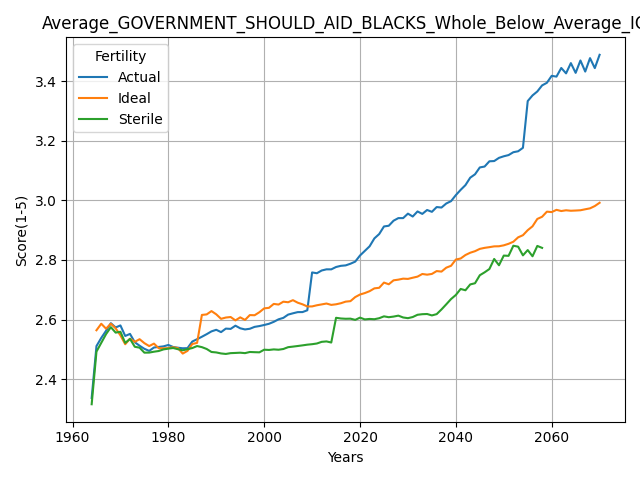 Average_GOVERNMENT_SHOULD_AID_BLACKS_Whole_Below_Average_IQ
Fertility
Actual
Ideal
Sterile
Score(1-5)
3.4
3.2
3.0
2.8
2.6
2.4
1960
1980
2000
2020
2040
2060
Years